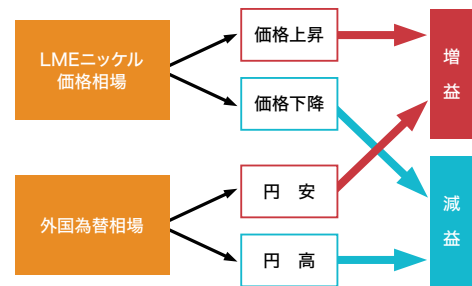 LMEニッケル
価格相場
価格上昇
価格下降
増
益
外国為替相場
円　安
円　高
減
益